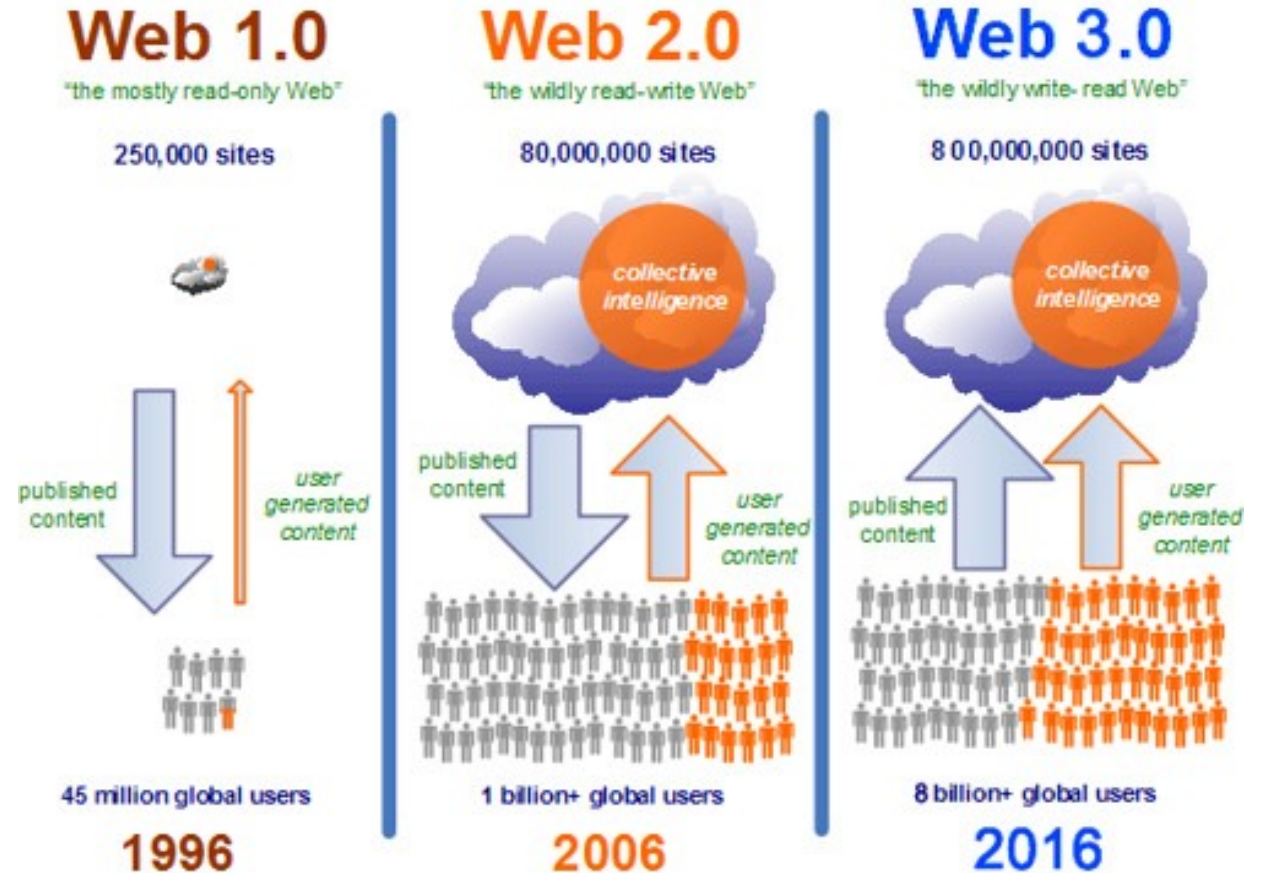 Web 1.0
"the mostly read-only Web"
250,000 sites
published
content
user
generated
content
45 million global users
1996
Web 2.0
"the wildly read-write Web"
80,000,000 sites
collective
intelligence
published
content
user
generated
content
1 billion+ global users
2006
Web 3.0
"the wildly write- read Web"
800,000,000 sites
collective
intelligence
published
content
user
generated
content
8 billion+ global users
2016